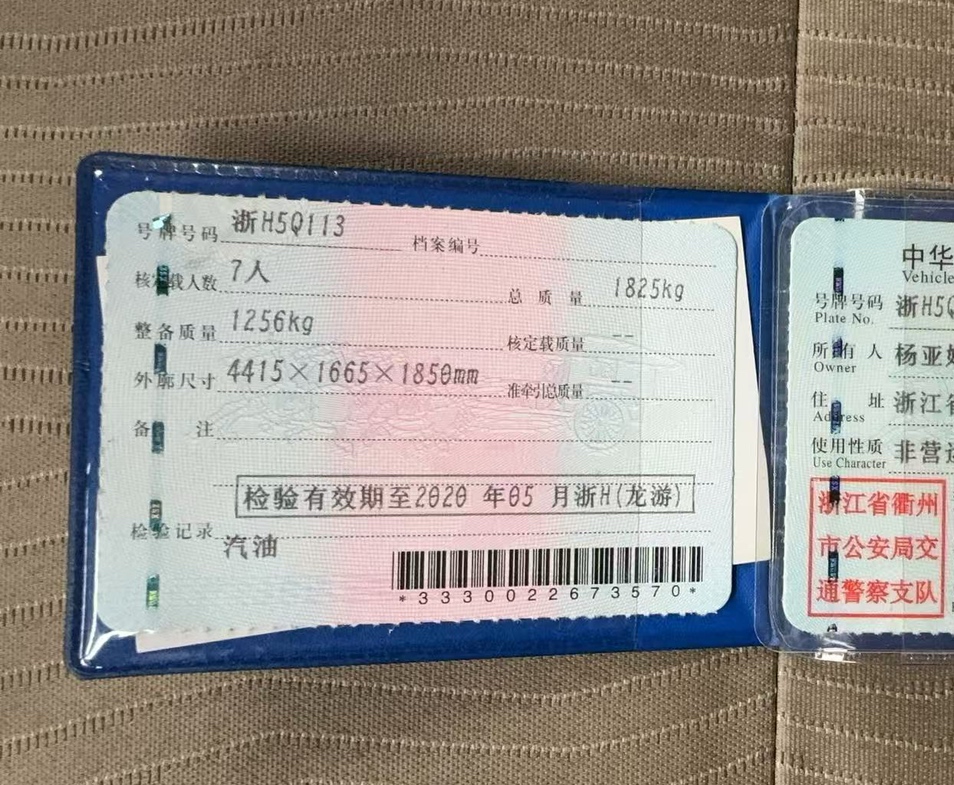 号牌号码 浙H5Q113 档案编号
核定载人数 7人 总质量 1825kg
整备质量 1256kg 核定载质量 --
外廓尺寸 4415×1665×1850mm 准牵引总质量 --
备 注
检验有效期至2020 年05 月浙H(龙游)
检验记录
汽油
*3330022673570*
中华
Vehicle
号牌号码 浙H5Q
Plate No.
所有人 杨亚
Owner
住 址 浙江省
Address
使用性质 非营运
Use Character
浙江省衢州
市公安局交
通警察支队